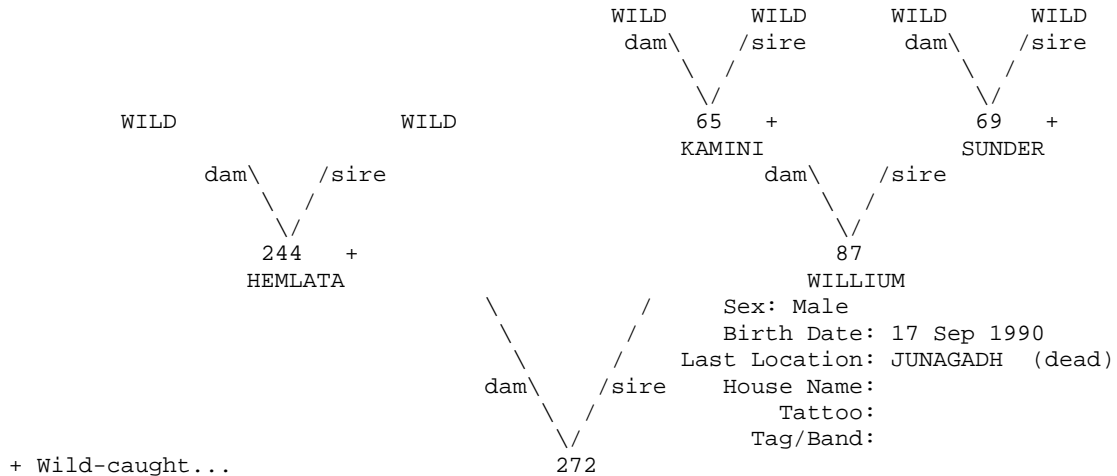 WILD WILD WILD WILD
dam\ /sire dam\ /sire
\ / \ /
\/ \/
WILD WILD 65 + 69 +
KAMINI SUNDER
dam\ /sire dam\ /sire
\ / \ /
\/ \/
244 + 87
HEMLATA WILLIUM
\ / Sex: Male
\ / Birth Date: 17 Sep 1990
\ / Last Location: JUNAGADH (dead)
dam\ /sire House Name:
\ / Tattoo:
\/ Tag/Band:
+ Wild-caught... 272